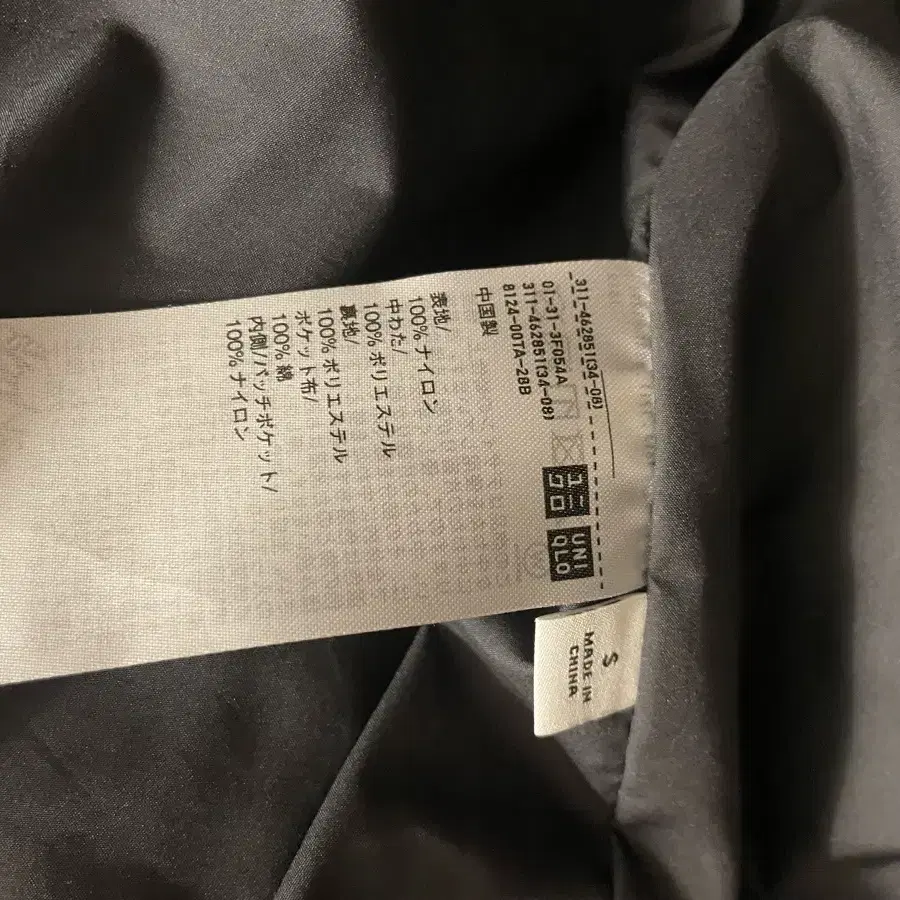 311-462851(34-08)
ユニ
クロ
UNI
QLO
01-31-3F054A
311-462851(34-08)
8124-00TA-2BB
中国製
表地/
100%ナイロン
中わた/
100%ポリエステル
裏地/
100%ポリエステル
ポケット布/
100%綿
内側/パッチポケット/
100%ナイロン
S
MADE IN
CHINA